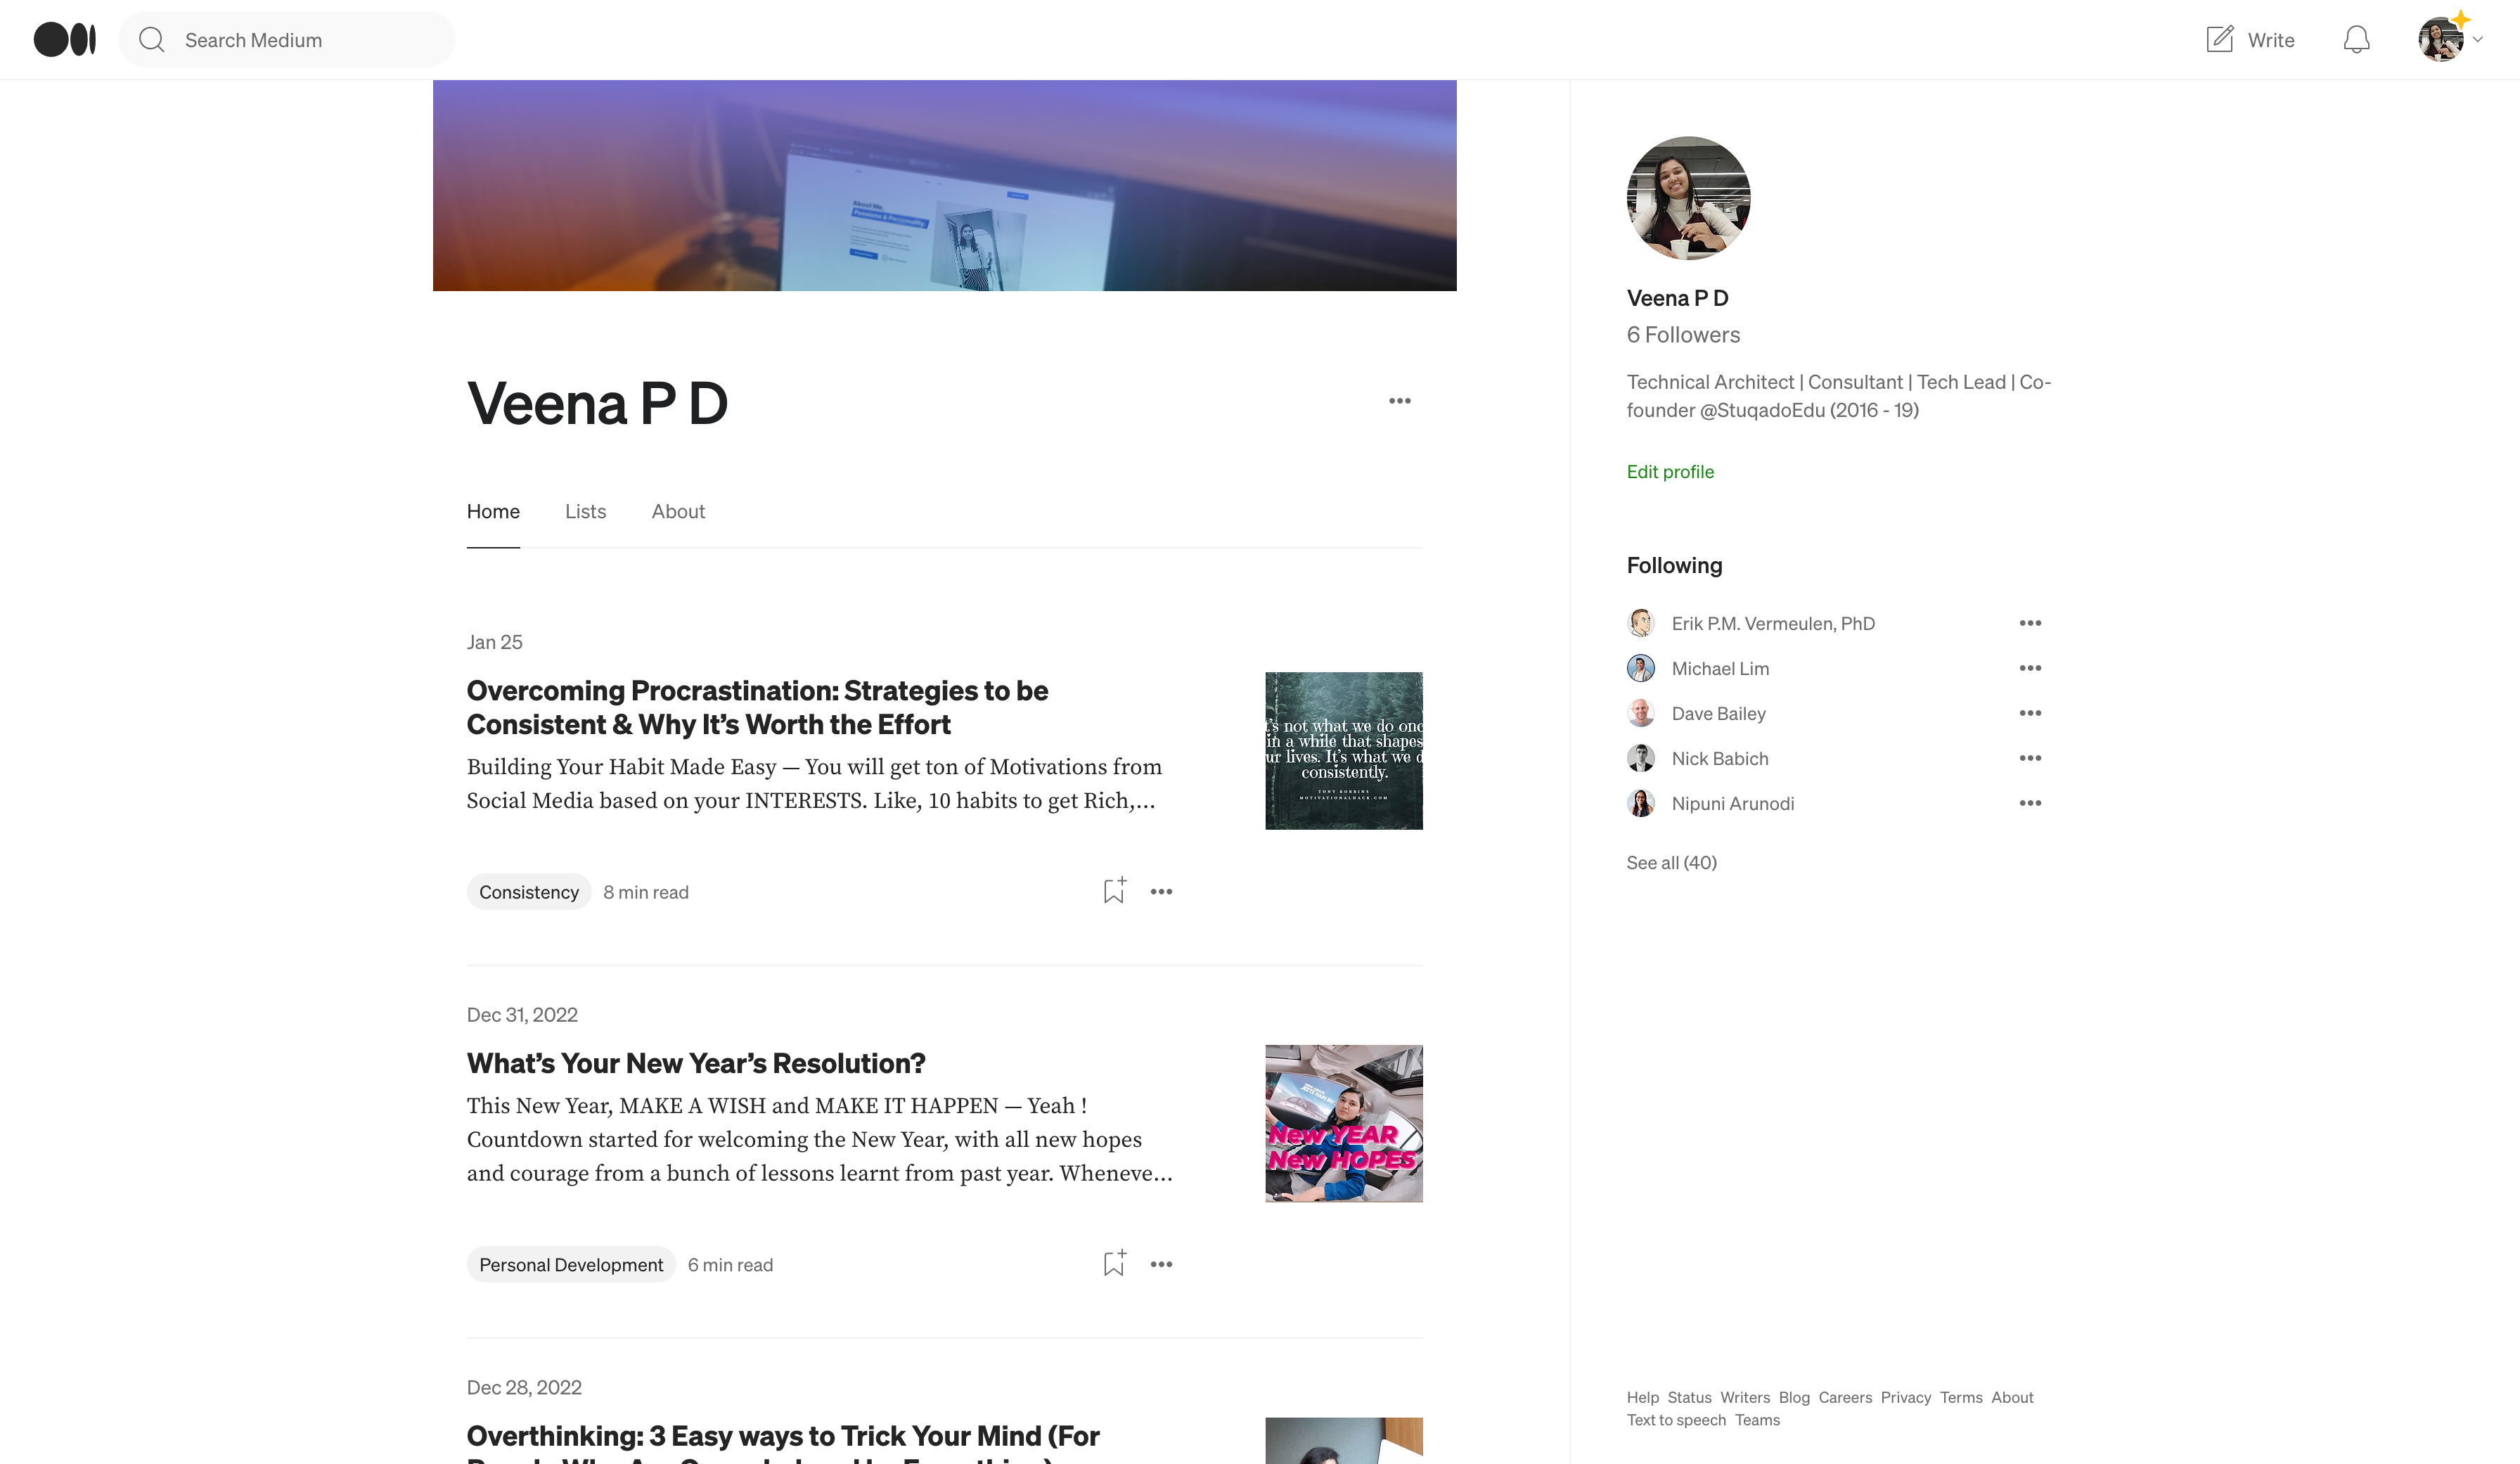 Search Medium
Write
About Me
Veena P D
Home
Lists
About
Jan 25
Overcoming Procrastination: Strategies to be
Consistent & Why It’s Worth the Effort
Building Your Habit Made Easy — You will get ton of Motivations from
Social Media based on your INTERESTS. Like, 10 habits to get Rich,…
t’s not what we do onc
in a while that shapes
ur lives. It’s what we d
consistently.
TONY ROBBINS
MOTIVATIONALHACK.COM
Consistency
8 min read
Dec 31, 2022
What’s Your New Year’s Resolution?
This New Year, MAKE A WISH and MAKE IT HAPPEN — Yeah !
Countdown started for welcoming the New Year, with all new hopes
and courage from a bunch of lessons learnt from past year. Wheneve…
New YEAR
New HOPES
Personal Development
6 min read
Dec 28, 2022
Overthinking: 3 Easy ways to Trick Your Mind (For
Veena P D
6 Followers
Technical Architect | Consultant | Tech Lead | Co-
founder @StuqadoEdu (2016 - 19)
Edit profile
Following
Erik P.M. Vermeulen, PhD
Michael Lim
Dave Bailey
Nick Babich
Nipuni Arunodi
See all (40)
Help Status Writers Blog Careers Privacy Terms About
Text to speech Teams